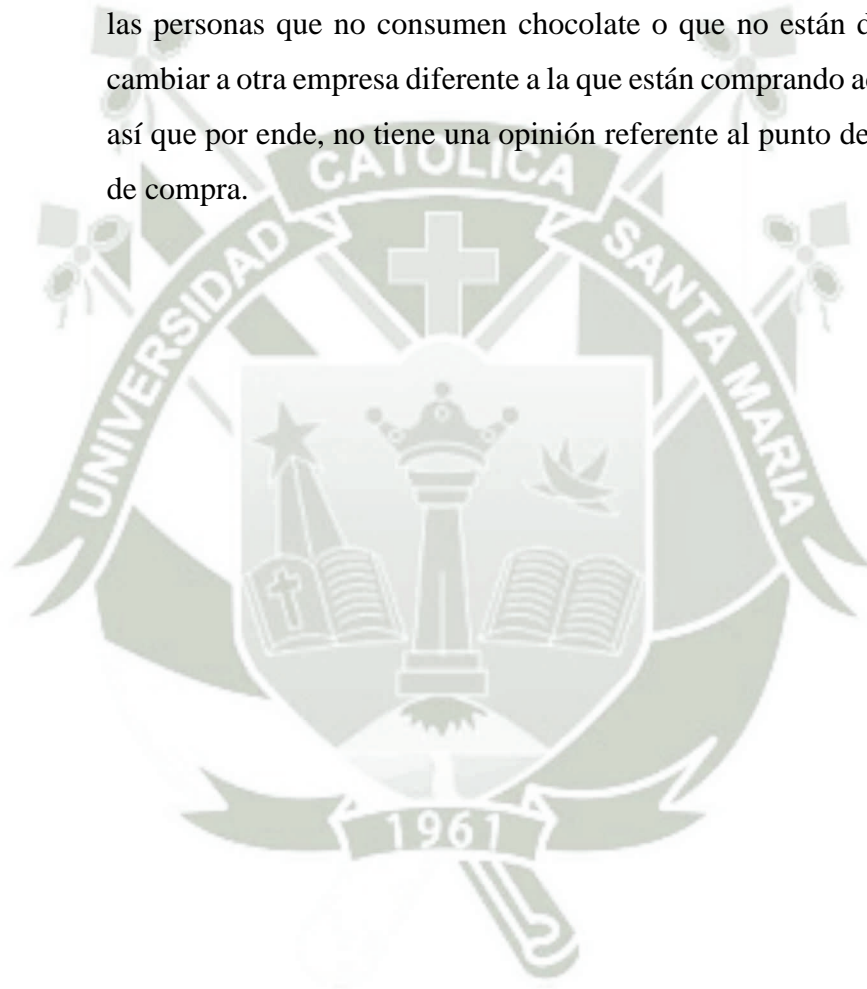 las personas que no consumen chocolate o que no están
cambiar a otra empresa diferente a la que están comprando
así que por ende, no tiene una opinión referente al punto de
de compra.
CATOLICA
UNIVERSIDAD
SANTA MARIA
1961